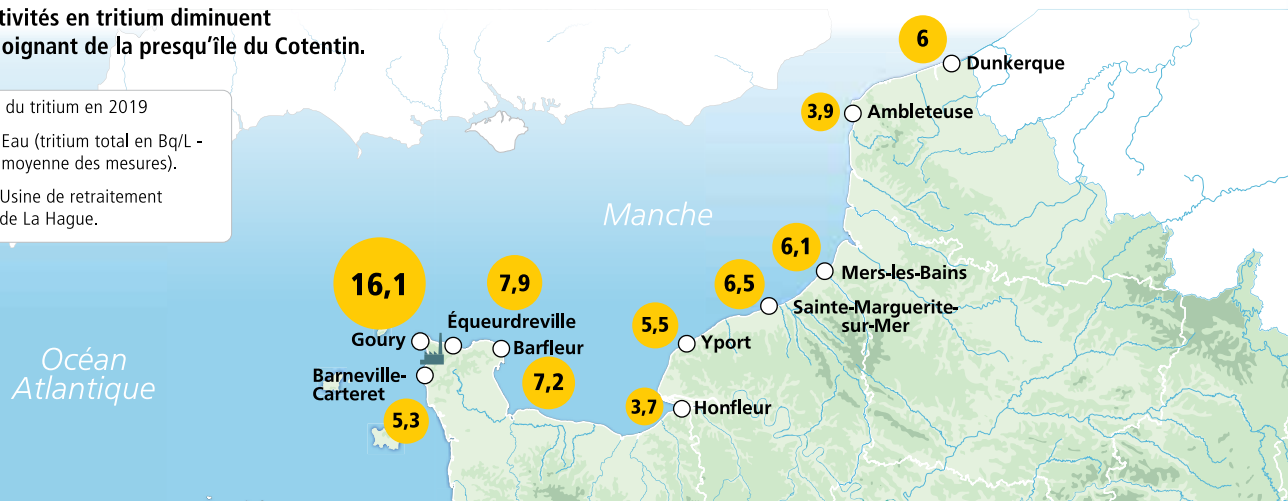 tivités en tritium diminuent
oignant de la presqu'île du Cotentin.
du tritium en 2019
Eau (tritium total en Bq/L -
moyenne des mesures).
Usine de retraitement
de La Hague.
6
Dunkerque
3,9
Ambleteuse
Manche
6,1
Mers-les-Bains
16,1
7,9
6,5
Sainte-Marguerite-
sur-Mer
Équeurdreville
5,5
Yport
Goury
Barfleur
Océan
Atlantique
Barneville-
Carteret
7,2
3,7
Honfleur
5,3